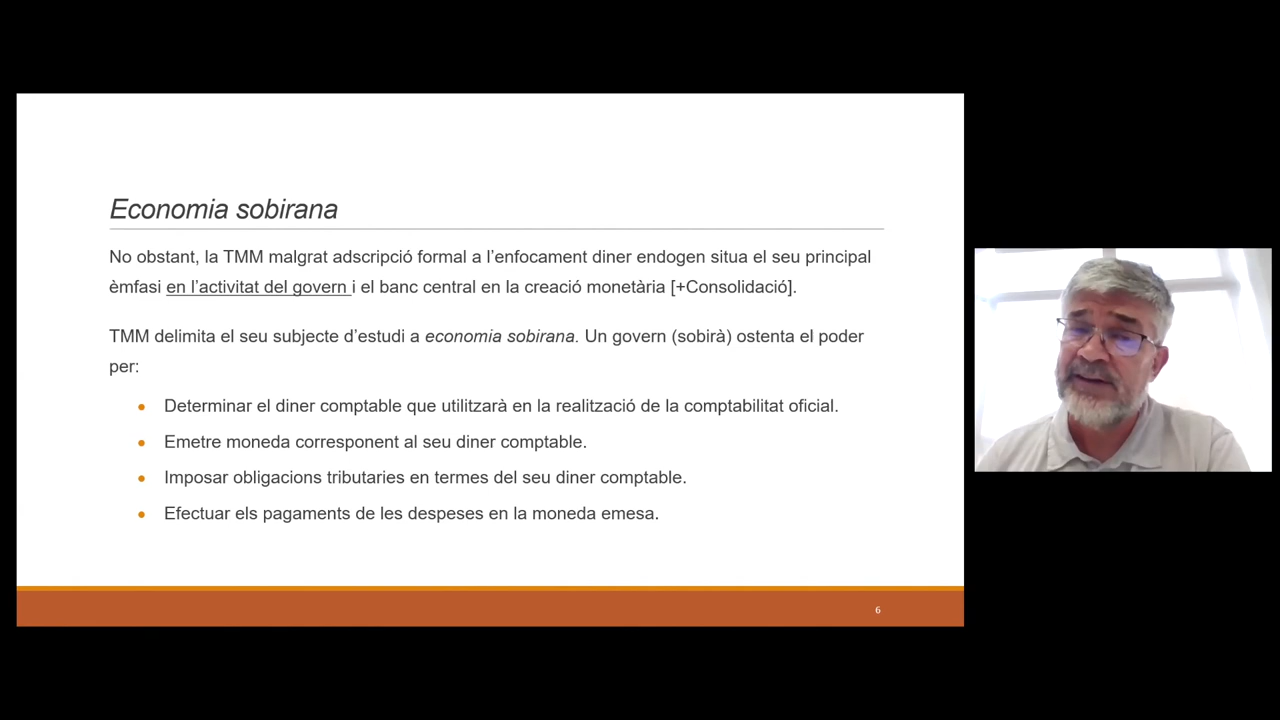 Economia sobirana
No obstant, la TMM malgrat adscripció formal a l’enfocament diner endogen situa el seu principal
èmfasi en l’activitat del govern i el banc central en la creació monetària [+Consolidació].
TMM delimita el seu subjecte d’estudi a economia sobirana. Un govern (sobirà) ostenta el poder
per:
• Determinar el diner comptable que utilitzarà en la realització de la comptabilitat oficial.
• Emetre moneda corresponent al seu diner comptable.
• Imposar obligacions tributaries en termes del seu diner comptable.
• Efectuar els pagaments de les despeses en la moneda emesa.
6